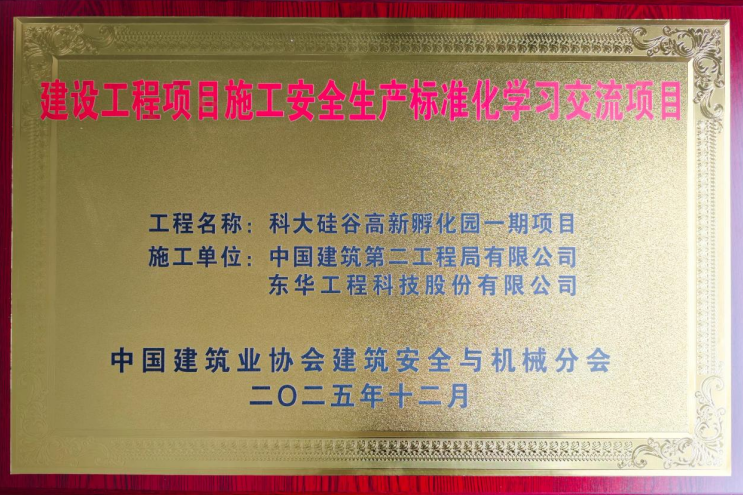 建设工程项目施工安全生产标准化学习交流项目
工程名称：科大硅谷高新孵化园一期项目
施工单位：中国建筑第二工程局有限公司
东华工程科技股份有限公司
中国建筑业协会建筑安全与机械分会
二〇二五年十二月